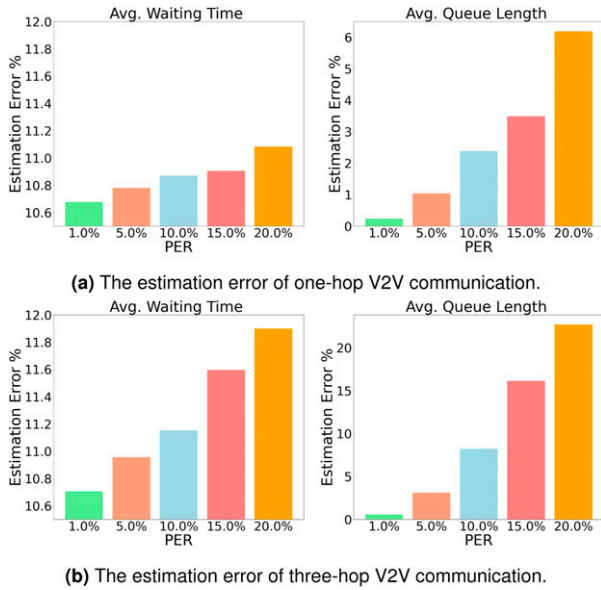 Avg. Waiting Time
Avg. Queue Length
Estimation Error %
12.0
11.8
11.6
11.4
11.2
11.0
10.8
10.6
1.0% 5.0% 10.0% 15.0% 20.0%
PER
Estimation Error %
6
5
4
3
2
1
0
1.0% 5.0% 10.0% 15.0% 20.0%
PER
(a) The estimation error of one-hop V2V communication.
Avg. Waiting Time
Avg. Queue Length
Estimation Error %
12.0
11.8
11.6
11.4
11.2
11.0
10.8
10.6
1.0% 5.0% 10.0% 15.0% 20.0%
PER
Estimation Error %
20
15
10
5
0
1.0% 5.0% 10.0% 15.0% 20.0%
PER
(b) The estimation error of three-hop V2V communication.